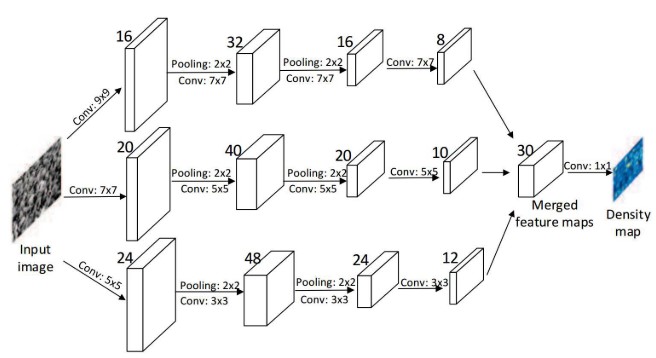 16
32
16
8
Pooling: 2x2
Conv: 7x7
Pooling: 2x2
Conv: 7x7
Conv: 7x7
Conv: 9x9
20
40
20
10
30
Conv: 7x7
Pooling: 2x2
Conv: 5x5
Pooling: 2x2
Conv: 5x5
Conv: 5x5
Conv: 1x1
Merged
feature maps
Density
map
Input
image
Conv: 5x5
24
48
24
12
Pooling: 2x2
Conv: 3x3
Pooling: 2x2
Conv: 3x3
Conv: 3x3